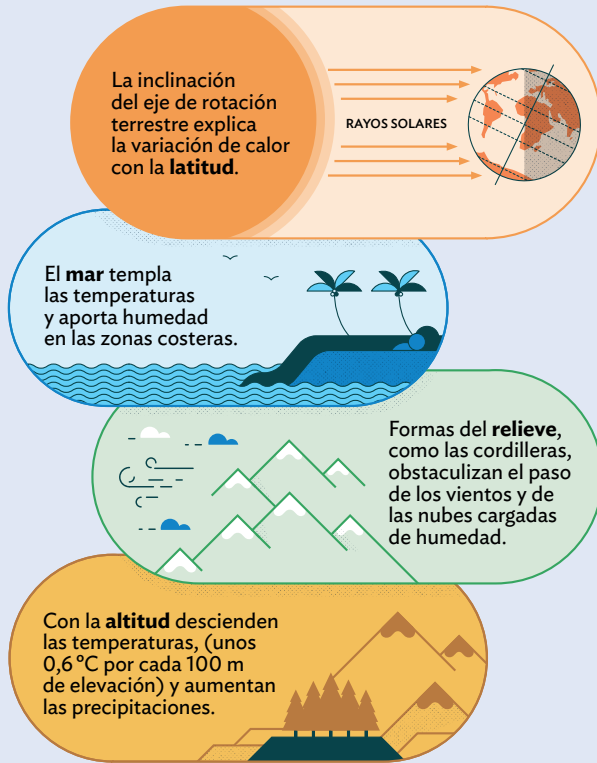 La inclinación
del eje de rotación
terrestre explica
la variación de calor
con la latitud.
RAYOS SOLARES
El mar templa
las temperaturas
y aporta humedad
en las zonas costeras.
Formas del relieve,
como las cordilleras,
obstaculizan el paso
de los vientos y de
las nubes cargadas
de humedad.
Con la altitud descienden
las temperaturas, (unos
0,6 °C por cada 100 m
de elevación) y aumentan
las precipitaciones.